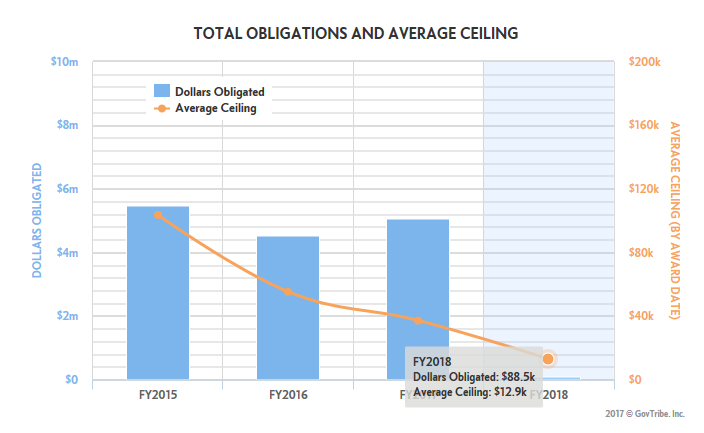 TOTAL OBLIGATIONS AND AVERAGE CEILING
$10m
$8m
$6m
$4m
$2m
$0
DOLLARS OBLIGATED
Dollars Obligated
Average Ceiling
$200k
$160k
$120k
$80k
$40k
$0
AVERAGE CEILING (BY AWARD DATE)
FY2018
Dollars Obligated: $88.5k
Average Ceiling: $12.9k
FY2015
FY2016
FY2018
2017 © GovTribe, Inc.